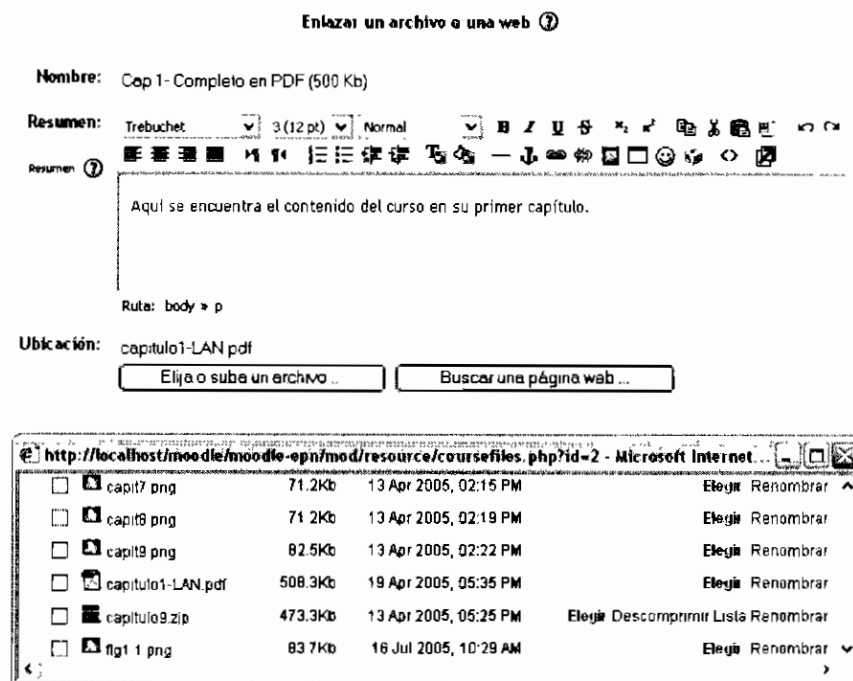 Enlazar un archivo o una web ?
Nombre: Cap 1- Completo en PDF (500 Kb)
Resumen: Trebuchet 3 (12 pt) Normal B I U S
Resumen ?
Aquí se encuentra el contenido del curso en su primer capítulo.
Ruta: body » p
Ubicación: capitulo1-LAN pdf
Elija o suba un archivo ... Buscar una página web ...
http://localhost/moodle/moodle-epn/mod/resource/coursefiles.php?id=2 - Microsoft Internet...
capit7 png 71.2Kb 13 Apr 2005, 02:15 PM Elegir Renombrar
capit8 png 71 2Kb 13 Apr 2005, 02:19 PM Elegir Renombrar
capit9 png 82.5Kb 13 Apr 2005, 02:22 PM Elegir Renombrar
capitulo1-LAN.pdf 508.3Kb 19 Apr 2005, 05:35 PM Elegir Renombrar
capitulo9.zip 473.3Kb 13 Apr 2005, 05:25 PM Elegir Descomprimir Lista Renombrar
fig1 1 png 83 7Kb 16 Jul 2005, 10:29 AM Elegir Renombrar